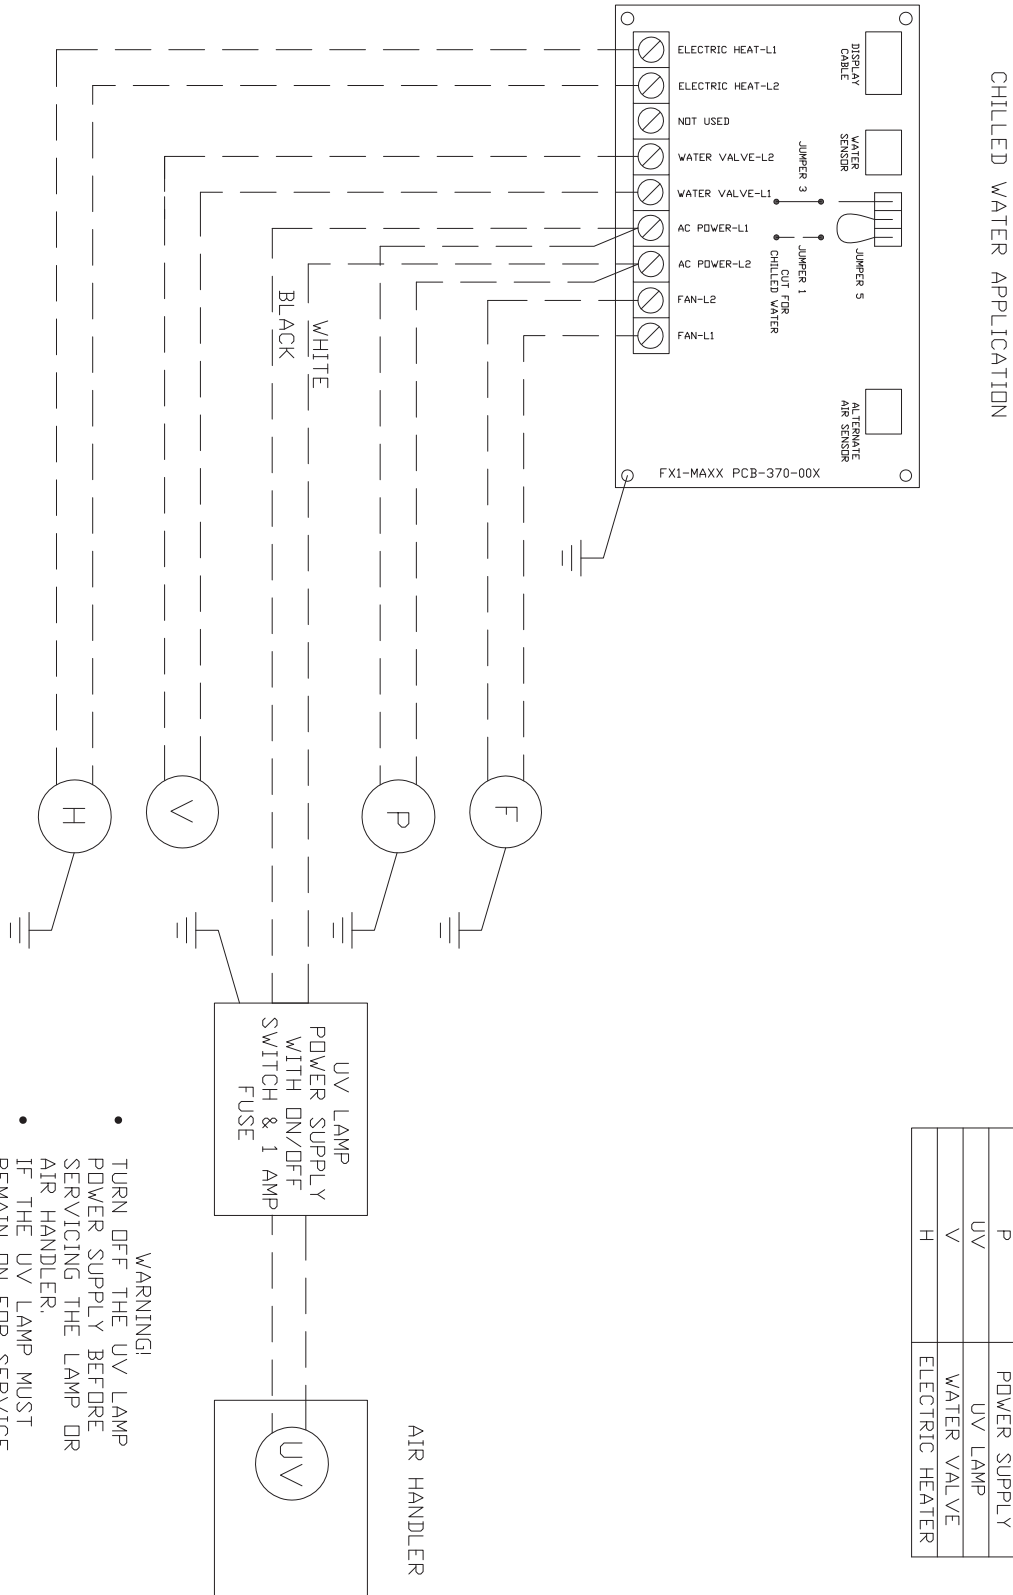 CHILLED WATER APPLICATION
DISPLAY
CABLE
WATER
SENSOR
JUMPER 5
ALTERNATE
AIR SENSOR
JUMPER 3
JUMPER 1
CUT FOR
CHILLED WATER
ELECTRIC HEAT-L1
ELECTRIC HEAT-L2
NOT USED
WATER VALVE-L2
WATER VALVE-L1
AC POWER-L1
AC POWER-L2
FAN-L2
FAN-L1
FX1-MAXX PCB-370-00X
WHITE
BLACK
F
P
V
H
UV LAMP
POWER SUPPLY
WITH ON/OFF
SWITCH & 1 AMP
FUSE
AIR HANDLER
UV
P POWER SUPPLY
UV UV LAMP
V WATER VALVE
H ELECTRIC HEATER
WARNING!
• TURN OFF THE UV LAMP
POWER SUPPLY BEFORE
SERVICING THE LAMP OR
AIR HANDLER.
• IF THE UV LAMP MUST
REMAIN ON FOR SERVICE